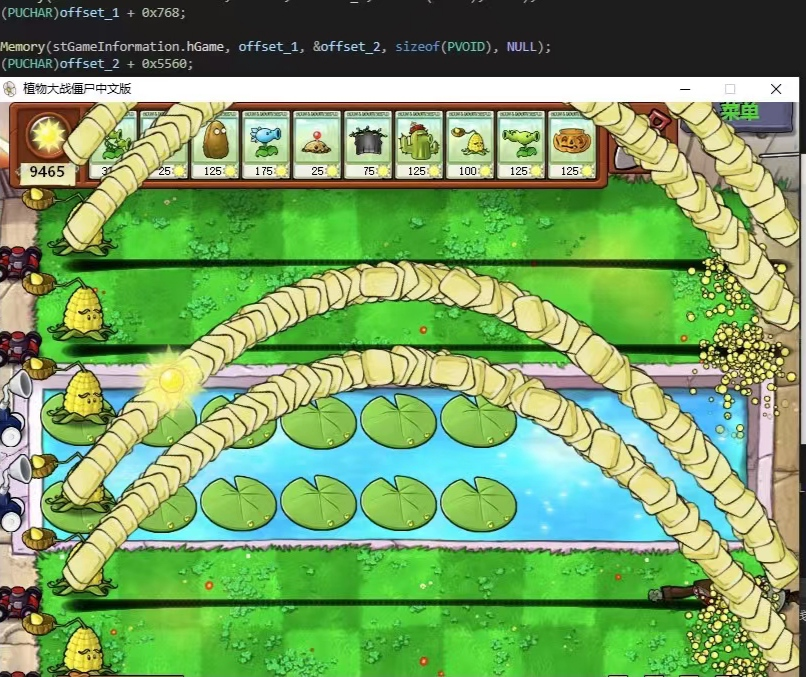 (PUCHAR)offset_1 + 0x768;
Memory(stGameInformation.hGame, offset_1, &offset_2, sizeof(PVOID), NULL);
(PUCHAR)offset_2 + 0x5560;
植物大战僵尸中文版
菜单
9465
25
125
175
25
75
125
100
125
125